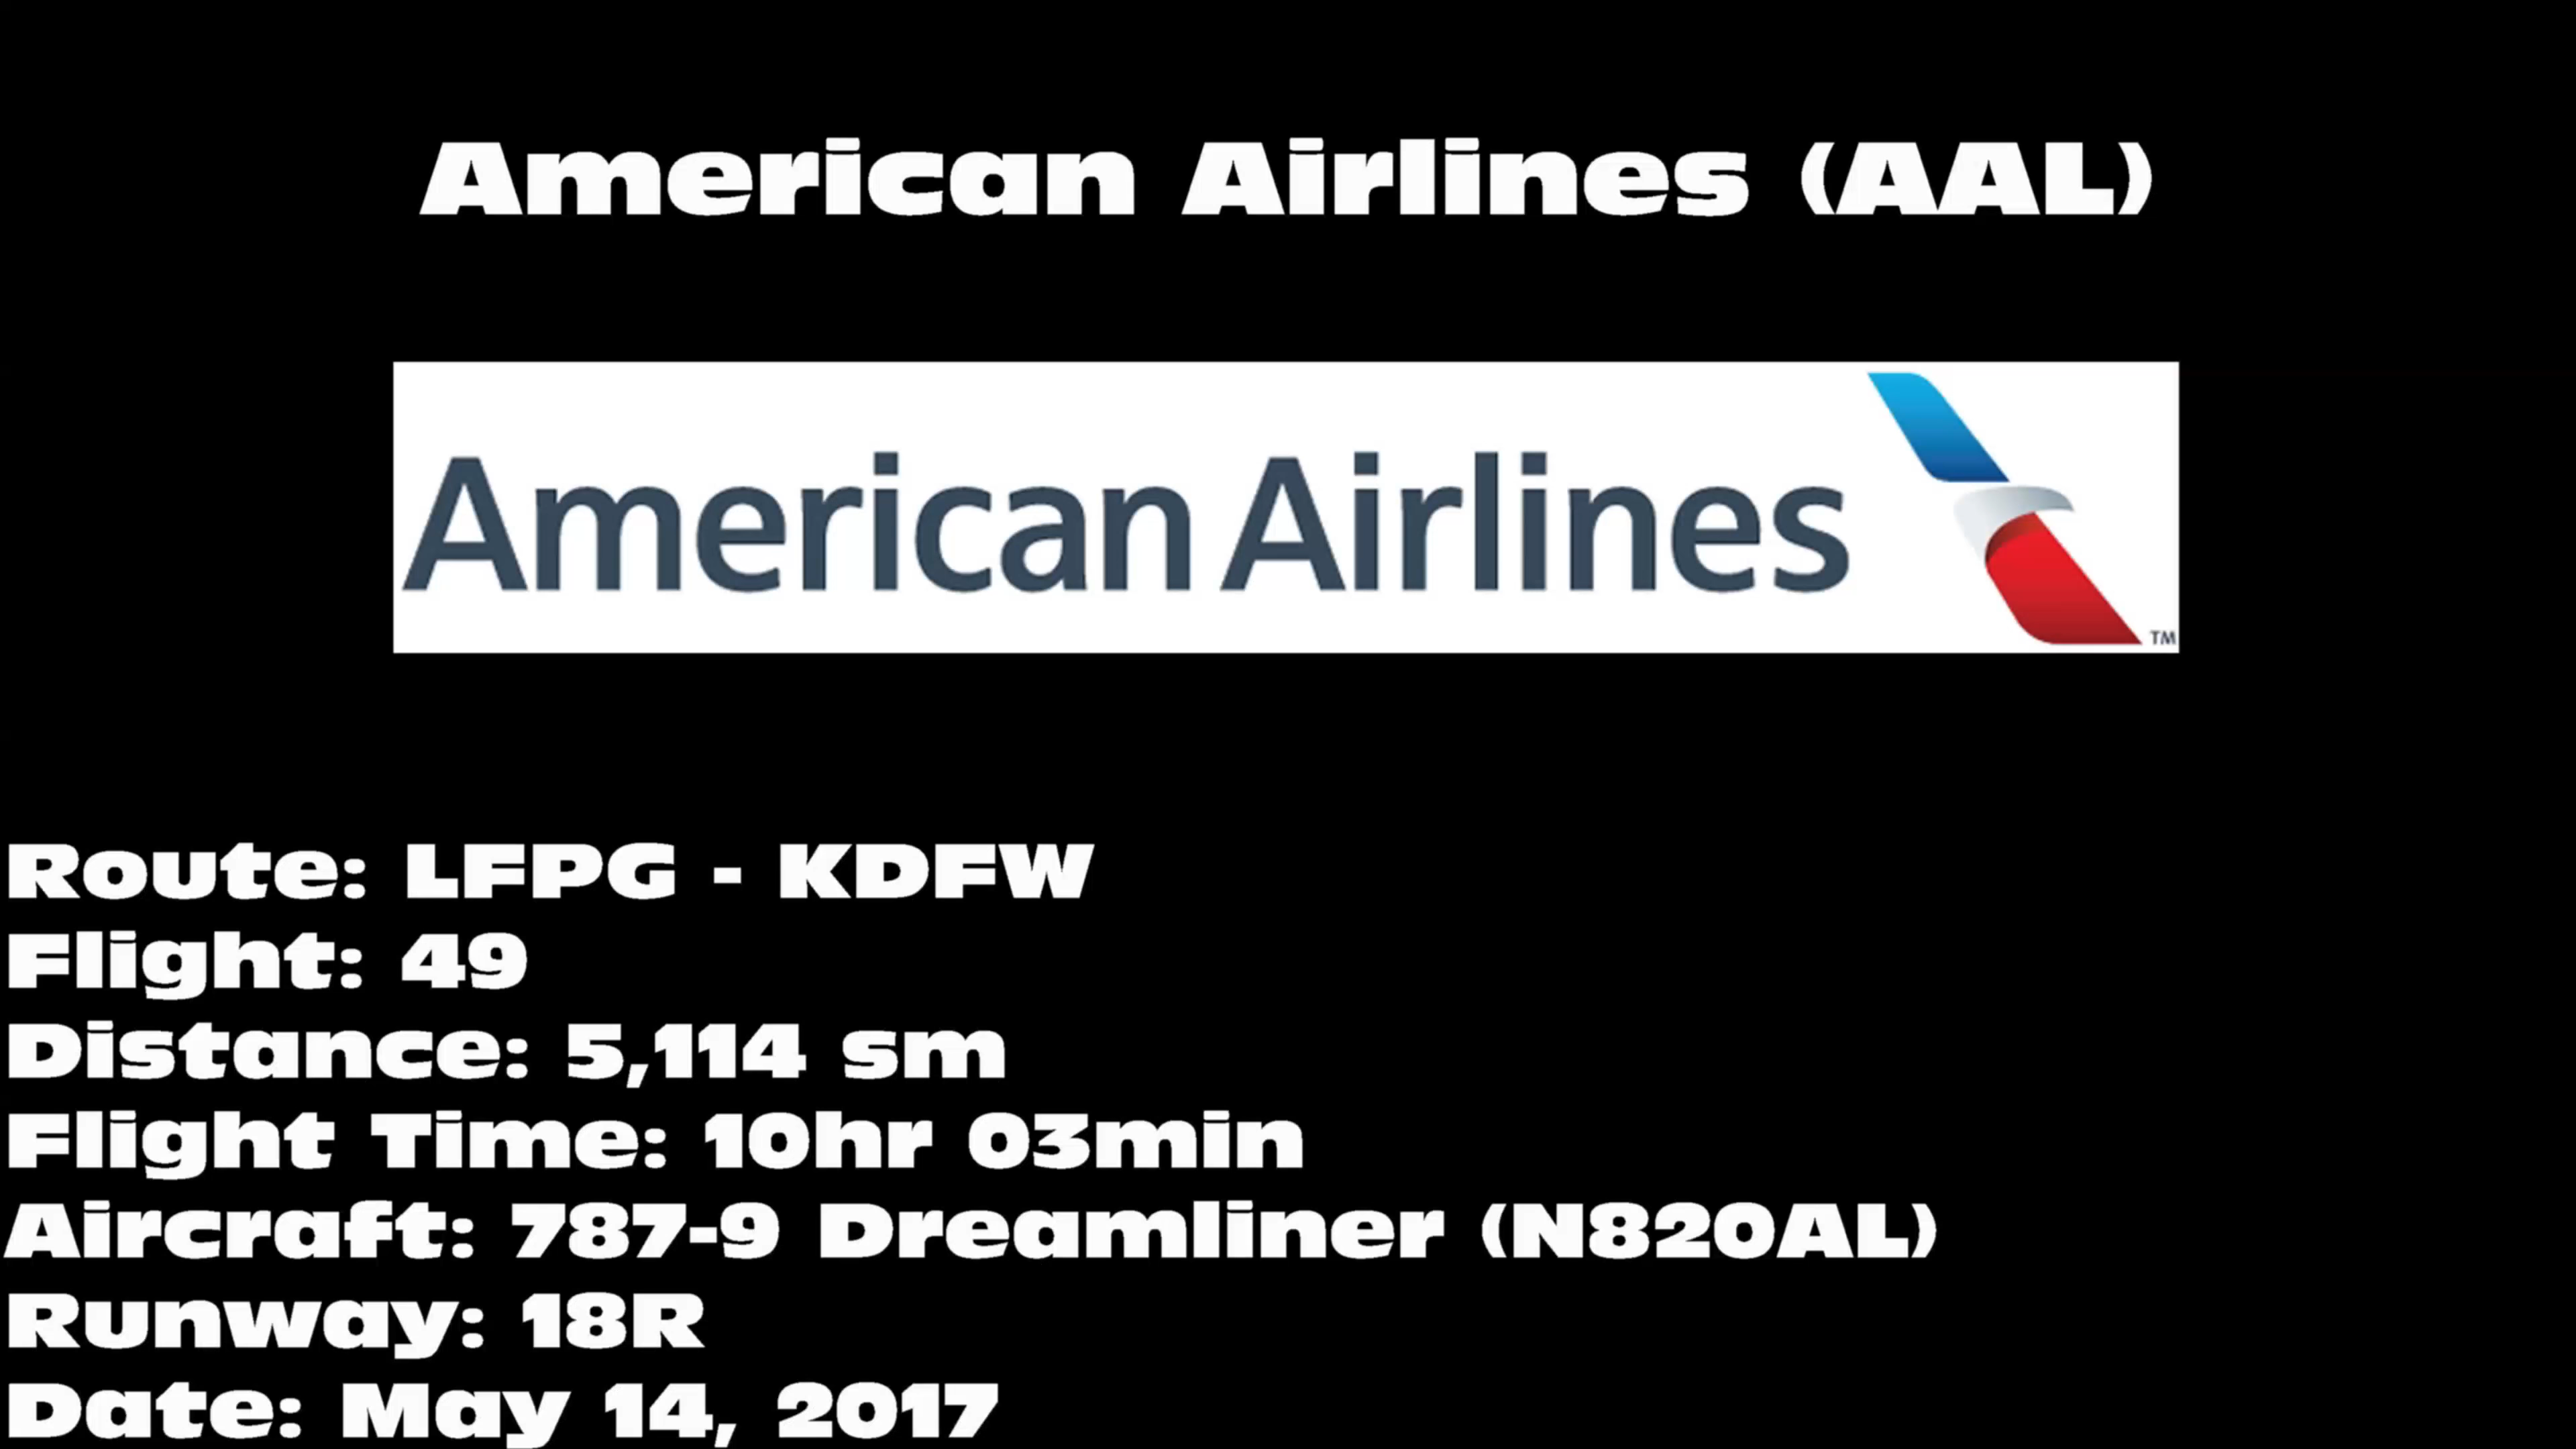 American Airlines (AAL)
American Airlines
TM
Route: LFPG - KDFW
Flight: 49
Distance: 5,114 sm
Flight Time: 10hr 03min
Aircraft: 787-9 Dreamliner (N820AL)
Runway: 18R
Date: May 14, 2017